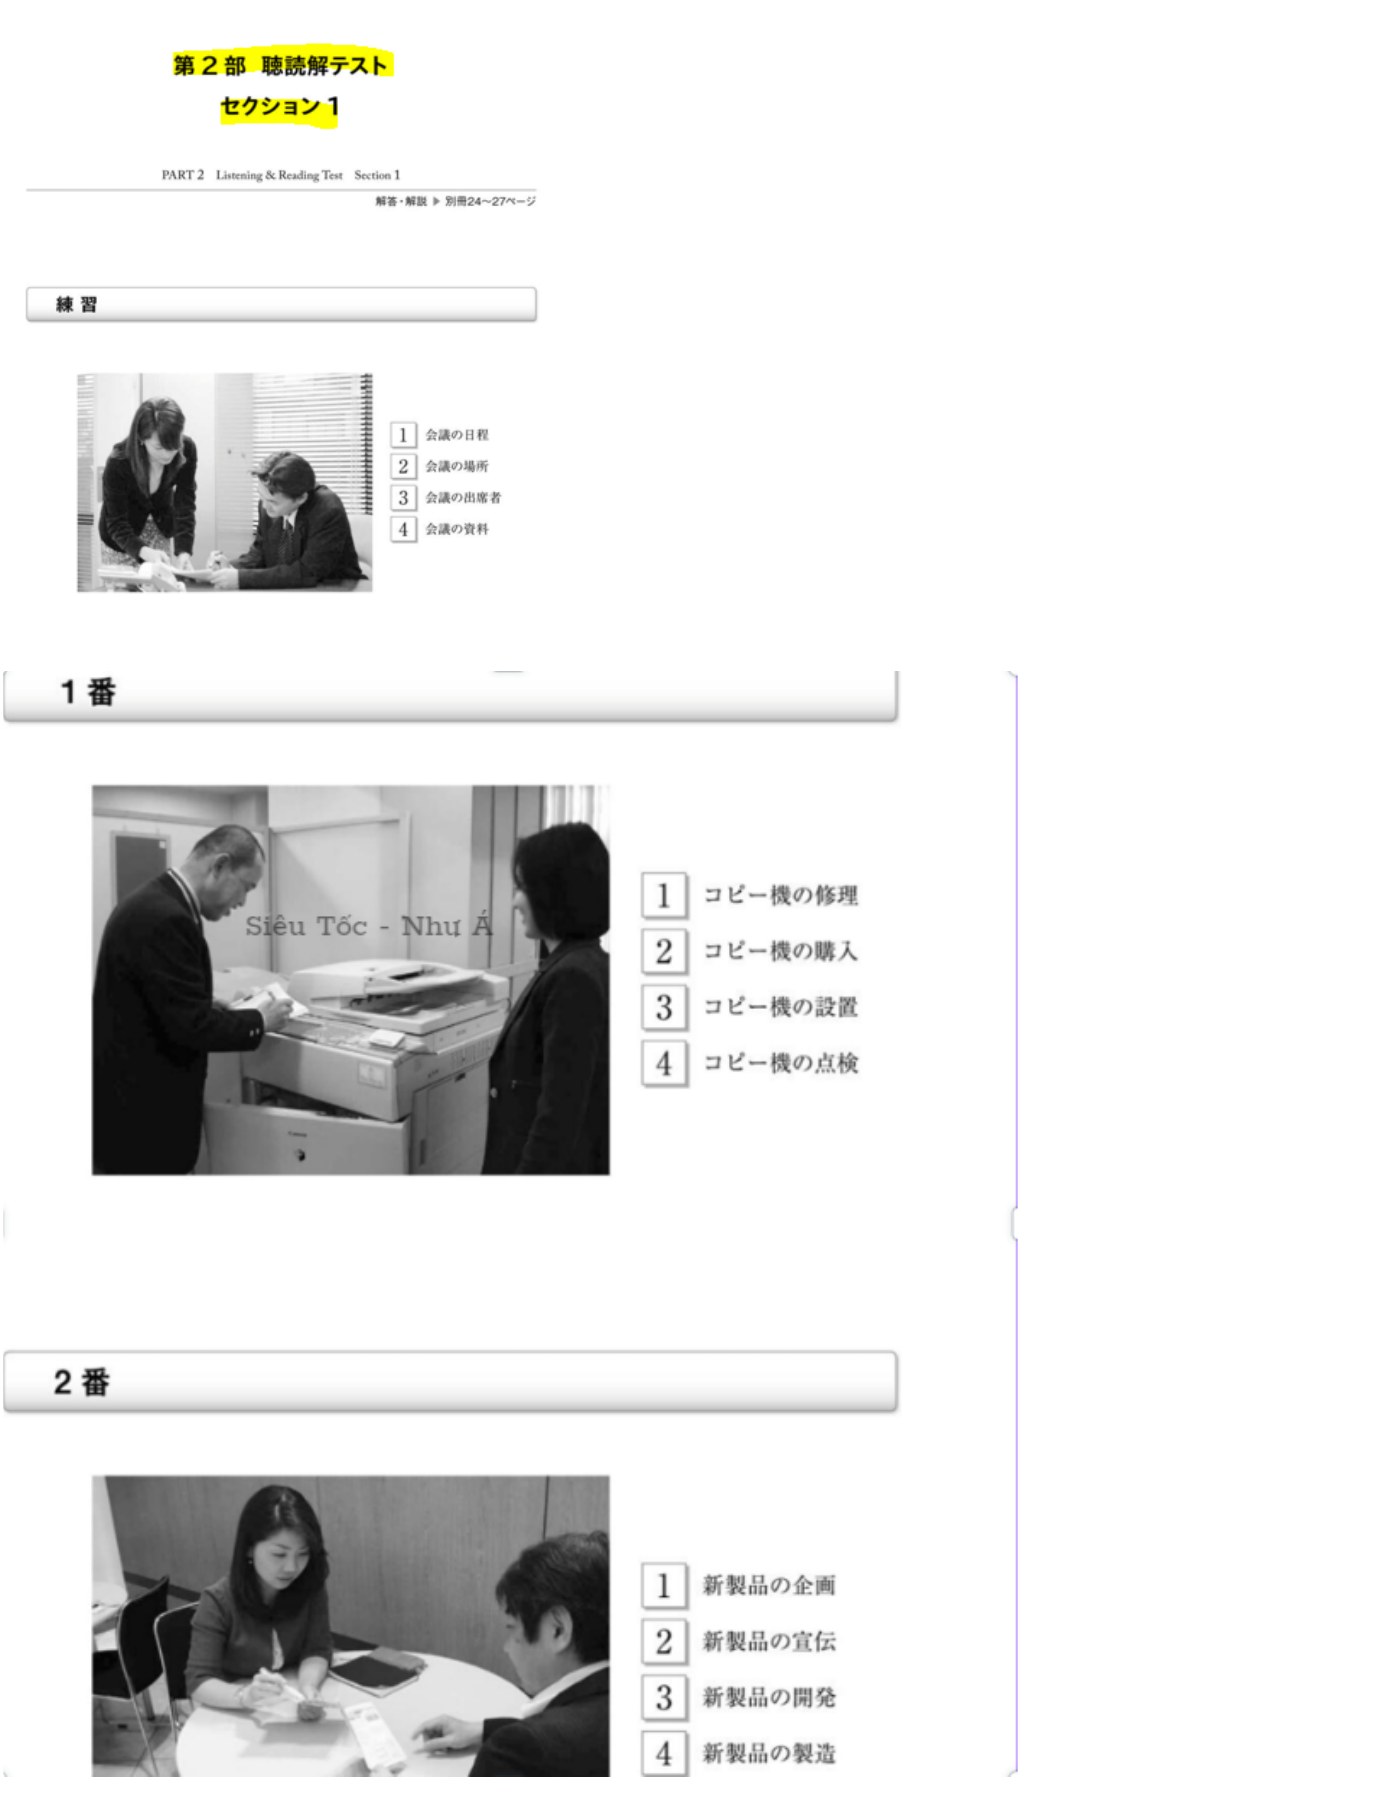 第2部 聴読解テスト
セクション1
PART 2 Listening & Reading Test Section 1
解答・解説 ▶ 別冊24〜27ページ
練習
1 会議の日程
2 会議の場所
3 会議の出席者
4 会議の資料
1番
Siêu Tốc - Như Á
1 コピー機の修理
2 コピー機の購入
3 コピー機の設置
4 コピー機の点検
Canon
2番
1 新製品の企画
2 新製品の宣伝
3 新製品の開発
4 新製品の製造